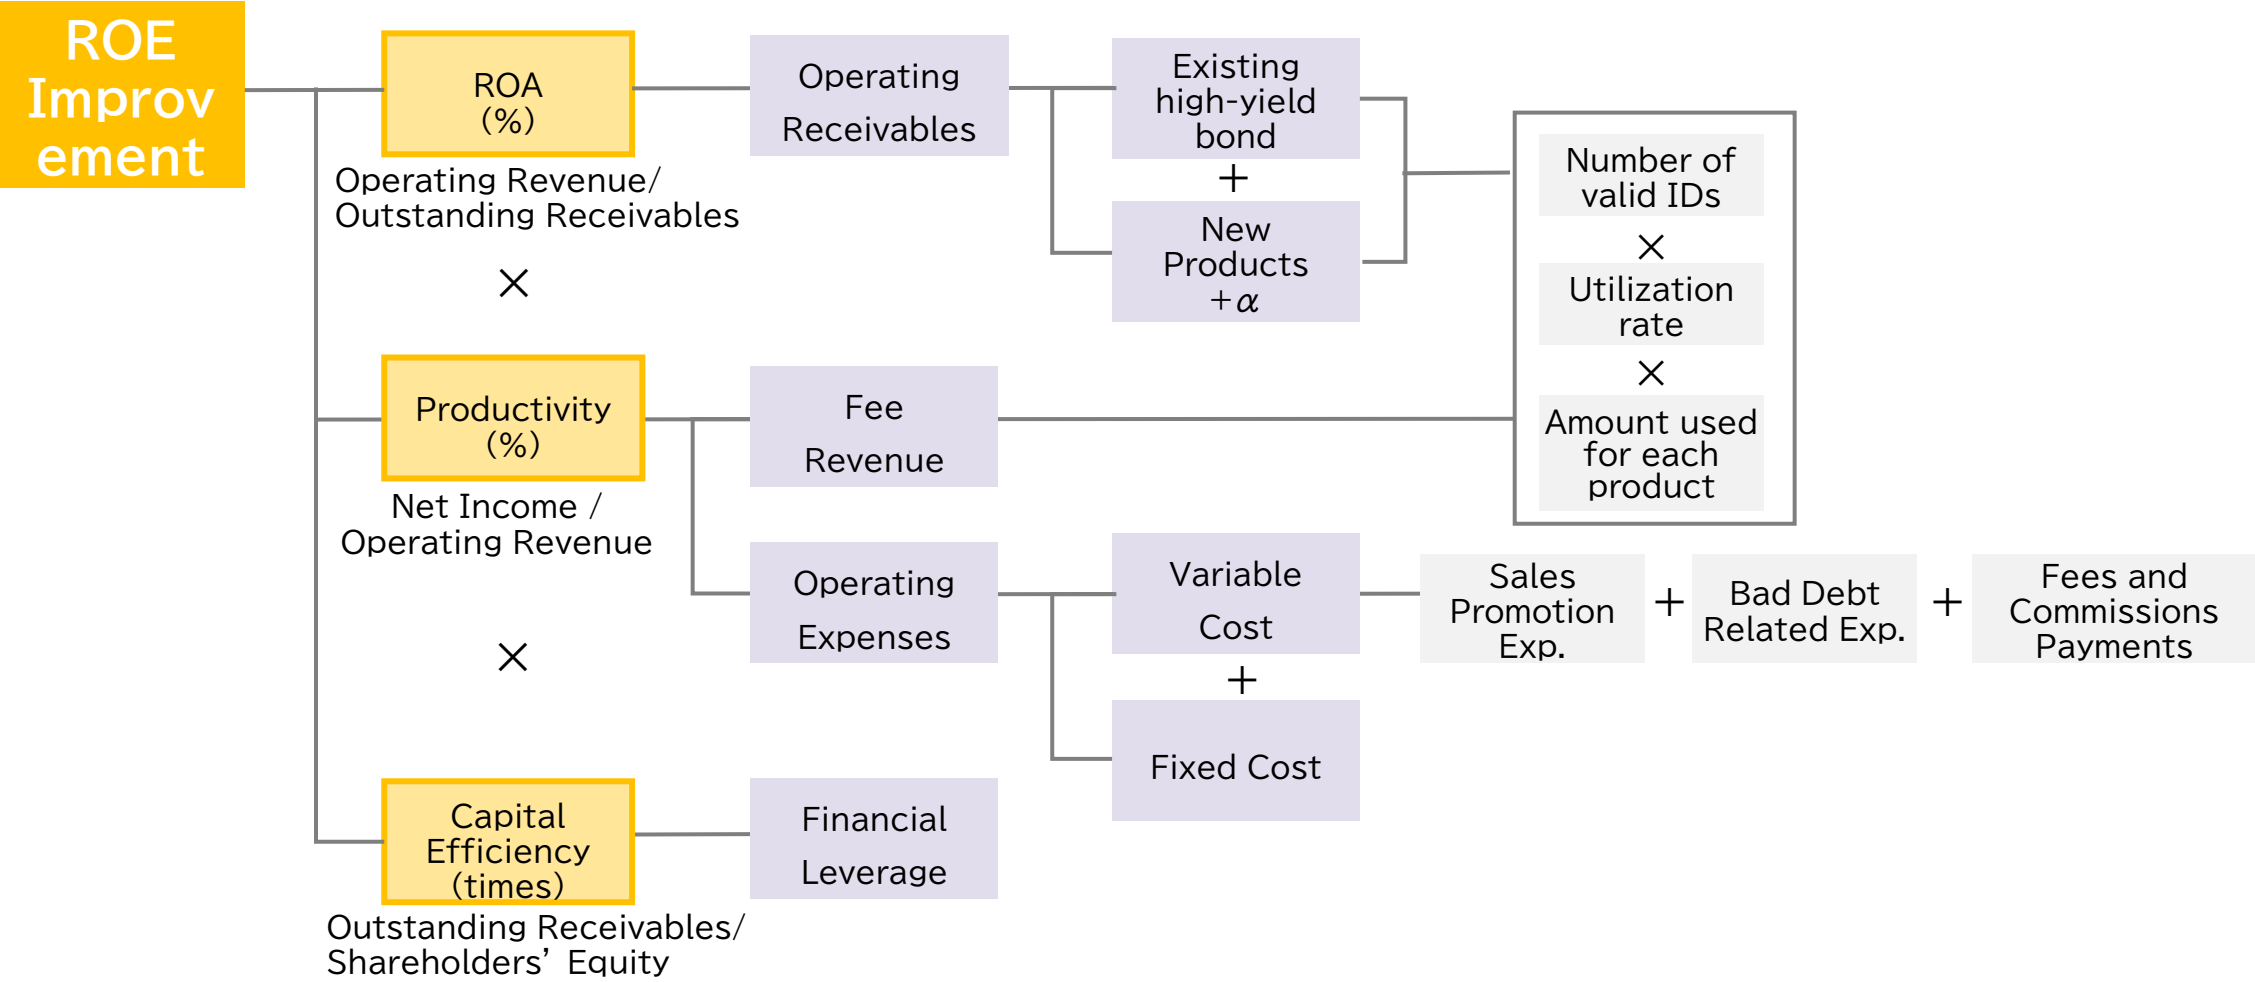 ROE
Improv
ement
ROA
(%)
Operating Revenue/
Outstanding Receivables
×
Productivity
(%)
Net Income /
Operating Revenue
×
Capital
Efficiency
(times)
Outstanding Receivables/
Shareholders’ Equity
Operating
Receivables
Fee
Revenue
Operating
Expenses
Financial
Leverage
Existing
high-yield
bond
+
New
Products
+α
Variable
Cost
+
Fixed Cost
Number of
valid IDs
×
Utilization
rate
×
Amount used
for each
product
Sales
Promotion
Exp.
+
Bad Debt
Related Exp.
+
Fees and
Commissions
Payments